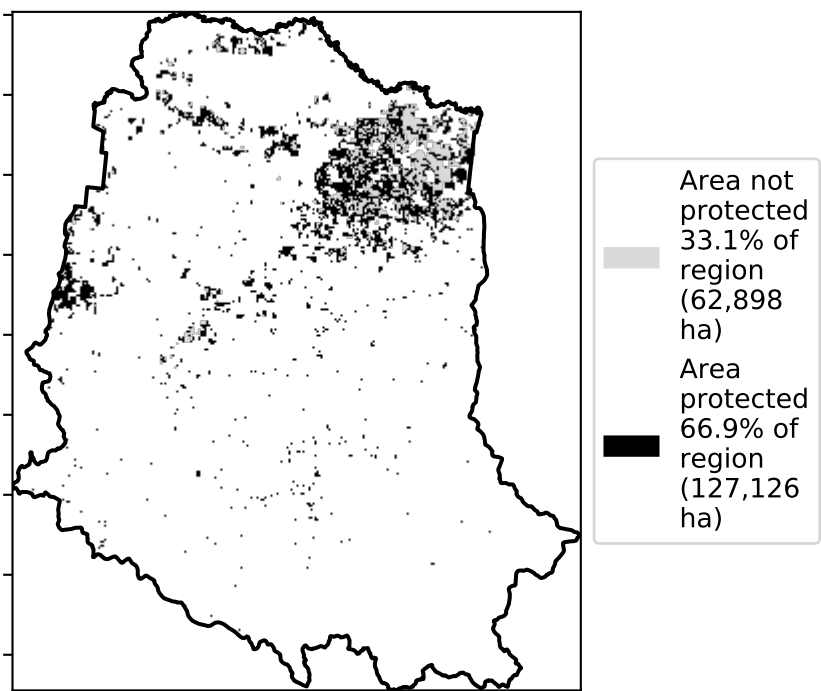 Area not
protected
33.1% of
region
(62,898
ha)
Area
protected
66.9% of
region
(127,126
ha)